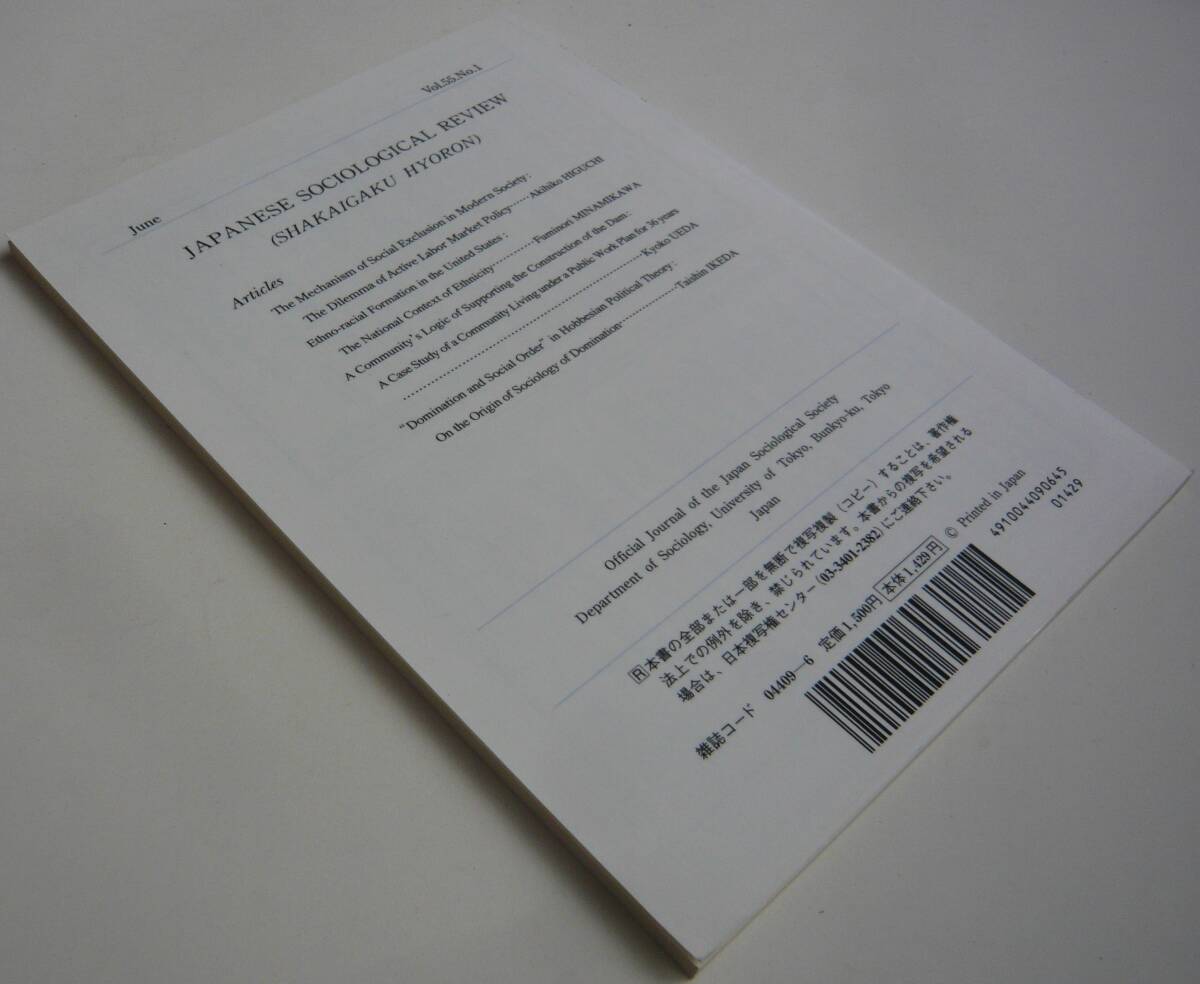 June
Vol.55.No.1
JAPANESE SOCIOLOGICAL REVIEW
(SHAKAIGAKU HYORON)
Articles
The Mechanism of Social Exclusion in Modern Society:
The Dilemma of Active Labor Market Policy……Akihiko HIGUCHI
Ethno-racial Formation in the United States :
The National Context of Ethnicity…………Fuminori MINAMIKAWA
A Community's Logic of Supporting the Construction of the Dam:
A Case Study of a Community Living under a Public Work Plan for 36 years
……………………………………………Kyoko UEDA
"Domination and Social Order" in Hobbesian Political Theory :
On the Origin of Sociology of Domination……………Taishin IKEDA
Official Journal of the Japan Sociological Society
Department of Sociology, University of Tokyo, Bunkyo-ku, Tokyo
Japan
Ⓡ本書の全部または一部を無断で複写複製(コピー)することは、著作権
法上での例外を除き、禁じられています。本書からの複写を希望される
場合は、日本複写権センター(03-3401-2382)にご連絡下さい。
雑誌コード 04409―6 定価1,500円 本体1,429円 © Printed in Japan
4910044090645
01429